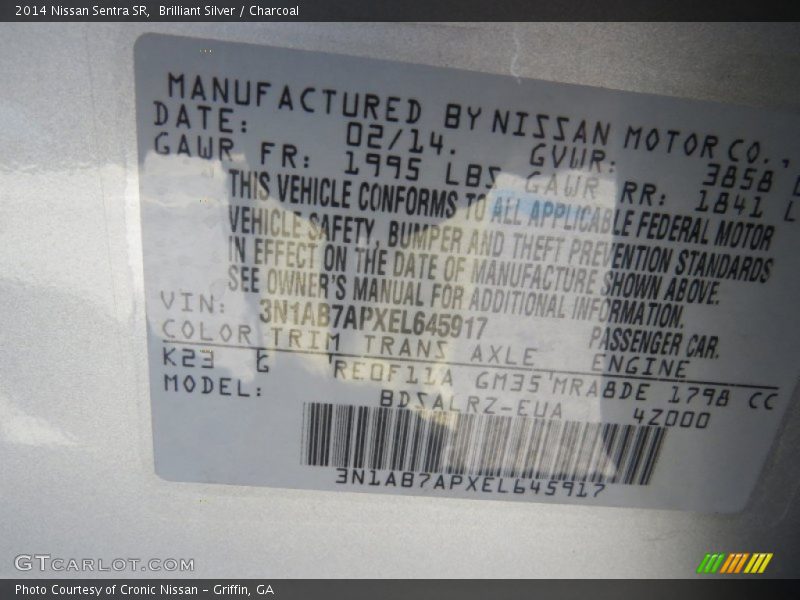 2014 Nissan Sentra SR,  Brilliant Silver / Charcoal
MANUFACTURED BY NISSAN MOTOR CO.,
DATE: 02/14. GVWR: 3858
GAWR FR: 1995 LBS GAWR RR: 1841 L
THIS VEHICLE CONFORMS TO ALL APPLICABLE FEDERAL MOTOR
VEHICLE SAFETY, BUMPER AND THEFT PREVENTION STANDARDS
IN EFFECT ON THE DATE OF MANUFACTURE SHOWN ABOVE.
SEE OWNER'S MANUAL FOR ADDITIONAL INFORMATION.
VIN: 3N1AB7APXEL645917 PASSENGER CAR.
COLOR TRIM TRANS AXLE ENGINE
K23 G RE0F11A GM35 MRA8DE 1798 CC
MODEL: BDSALRZ-EUA 4Z000
3N1AB7APXEL645917
GTCARLOT.COM
Photo Courtesy of Cronic Nissan – Griffin, GA